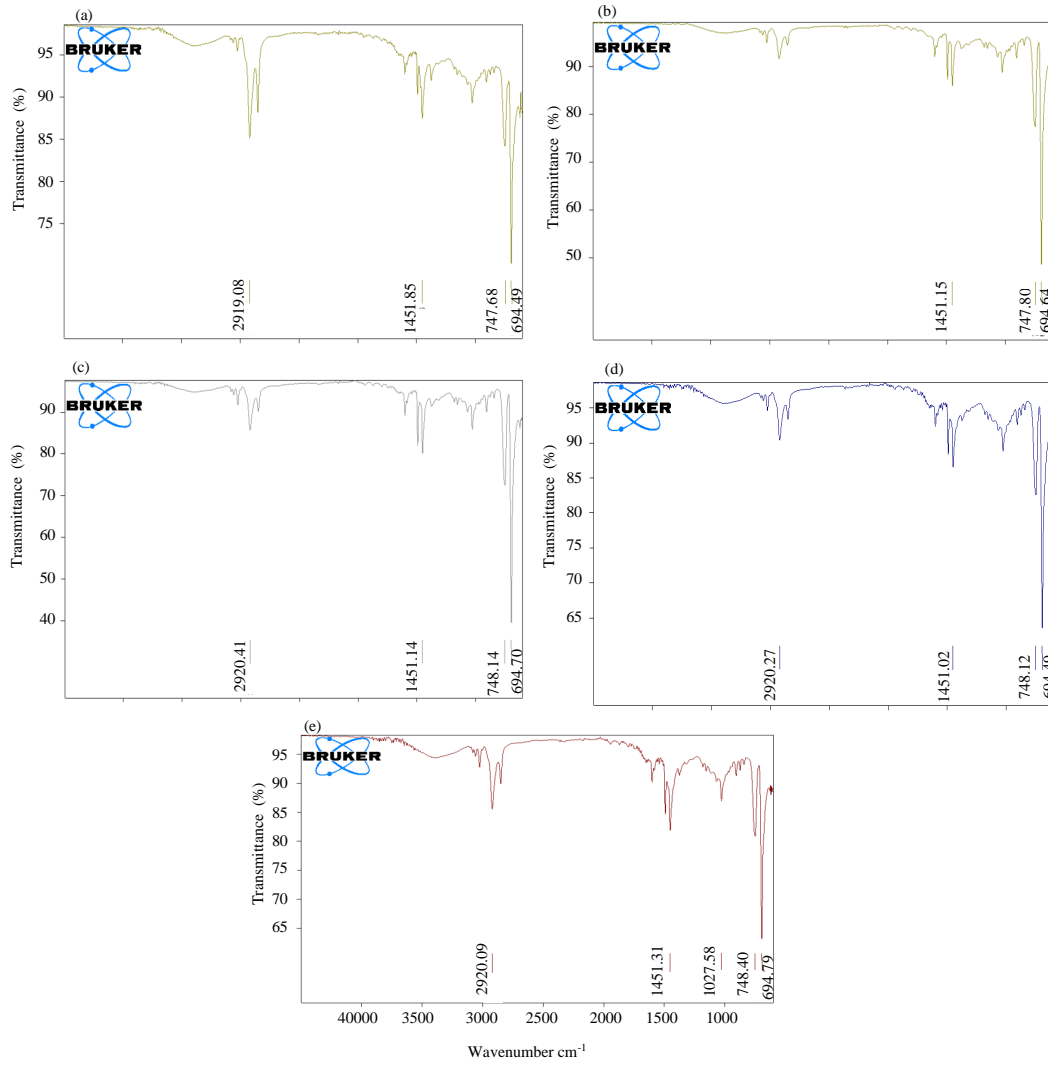 (a)
BRUKER
Transmittance (%)
95
90
85
80
75
2919.08
1451.85
747.68
694.49
(b)
BRUKER
Transmittance (%)
90
80
70
60
50
1451.15
747.80
694.64
(c)
BRUKER
Transmittance (%)
90
80
70
60
50
40
2920.41
1451.14
748.14
694.70
(d)
BRUKER
Transmittance (%)
95
90
85
80
75
70
65
2920.27
1451.02
748.12
694.49
(e)
BRUKER
Transmittance (%)
95
90
85
80
75
70
65
2920.09
1451.31
1027.58
748.40
694.79
40000 3500 3000 2500 2000 1500 1000
Wavenumber cm⁻¹